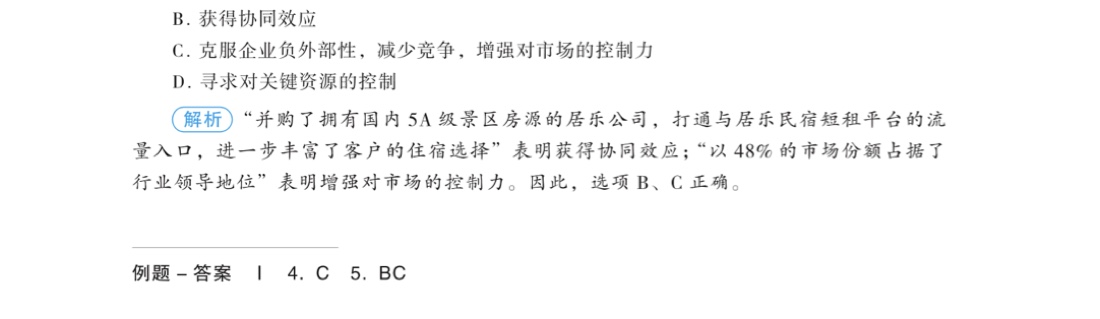 B. 获得协同效应
C. 克服企业负外部性，减少竞争，增强对市场的控制力
D. 寻求对关键资源的控制
解析 “并购了拥有国内 5A 级景区房源的居乐公司，打通与居乐民宿短租平台的流
量入口，进一步丰富了客户的住宿选择”表明获得协同效应；“以 48% 的市场份额占据了
行业领导地位”表明增强对市场的控制力。因此，选项 B、C 正确。
例题 – 答案 | 4. C 5. BC